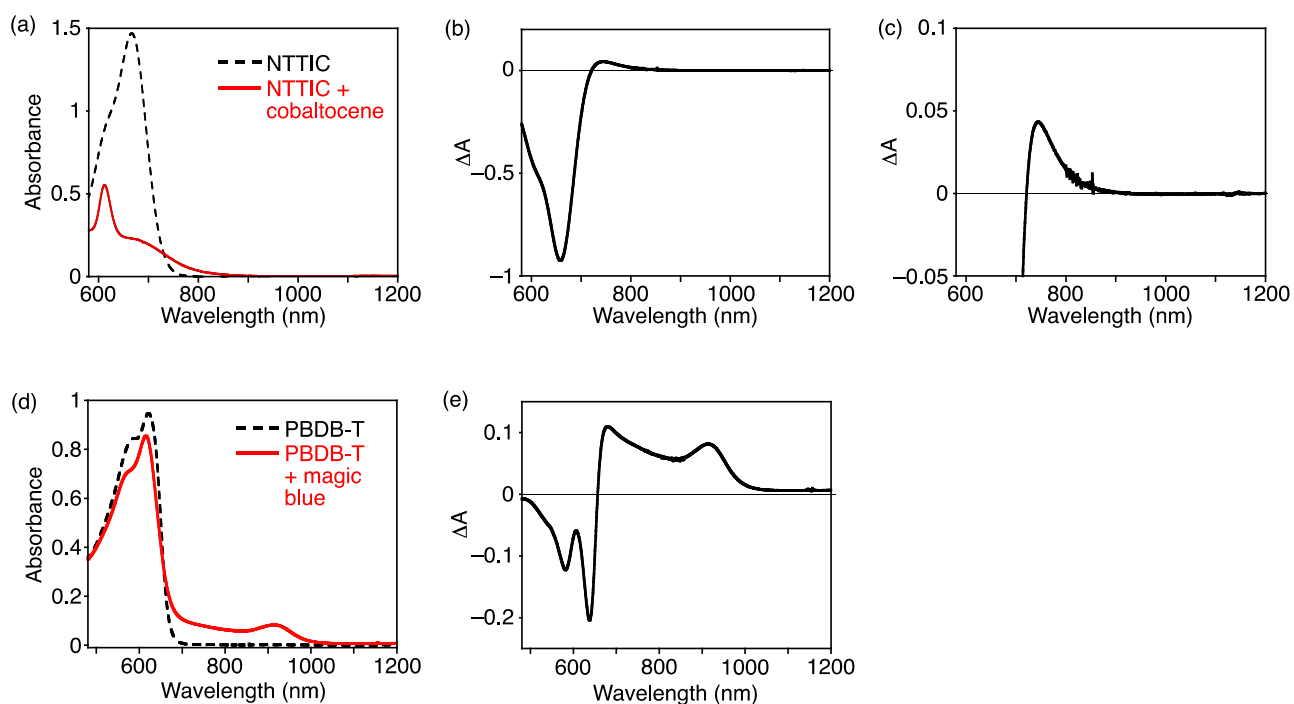 (a)
1.5
1
0.5
0
Absorbance
NTTIC
NTTIC +
cobaltocene
600 800 1000 1200
Wavelength (nm)
(b)
0
−0.5
−1
ΔA
600 800 1000 1200
Wavelength (nm)
(c)
0.1
0.05
0
−0.05
ΔA
600 800 1000 1200
Wavelength (nm)
(d)
1
0.8
0.6
0.4
0.2
0
Absorbance
PBDB-T
PBDB-T
+ magic
blue
600 800 1000 1200
Wavelength (nm)
(e)
0.1
0
−0.1
−0.2
ΔA
600 800 1000 1200
Wavelength (nm)